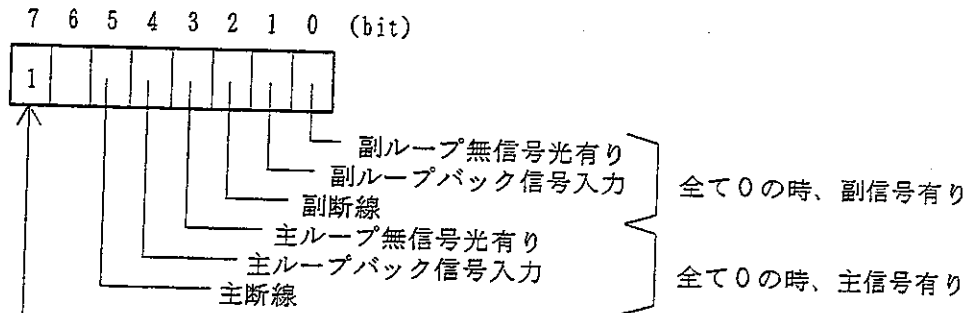 7 6 5 4 3 2 1 0 (bit)
1
副ループ無信号光有り
副ループバック信号入力
副断線
全て0の時、副信号有り
主ループ無信号光有り
主ループバック信号入力
主断線
全て0の時、主信号有り